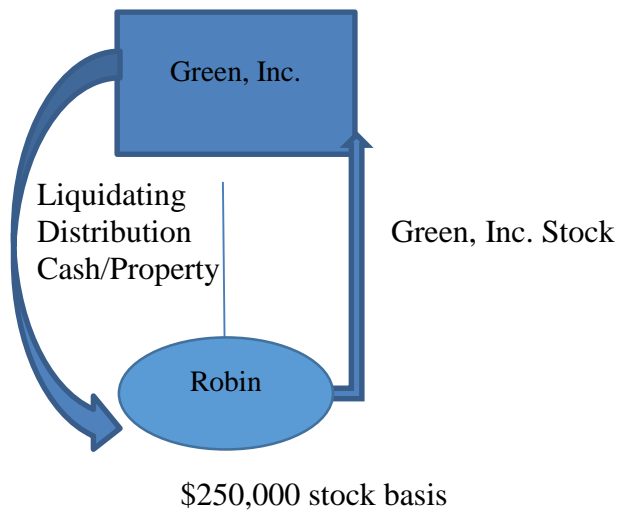 Green, Inc.
Liquidating
Distribution
Cash/Property
Green, Inc. Stock
Robin
$250,000 stock basis